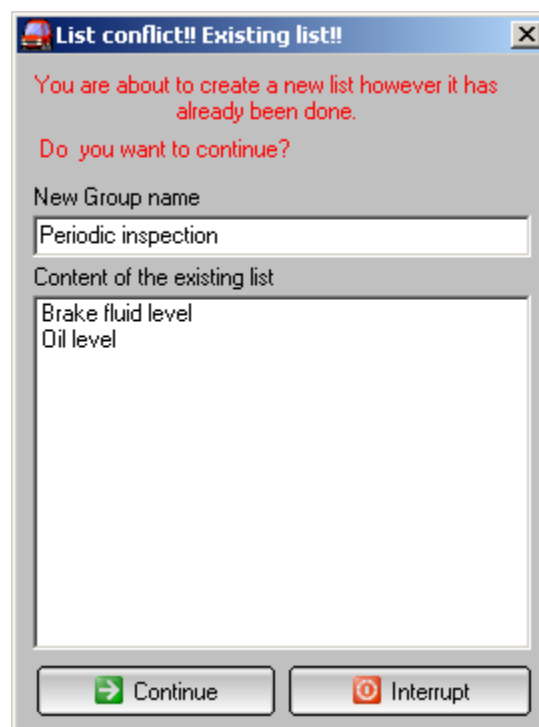 List conflict!! Existing list!!
You are about to create a new list however it has
already been done.
Do you want to continue?
New Group name
Periodic inspection
Content of the existing list
Brake fluid level
Oil level
Continue
Interrupt